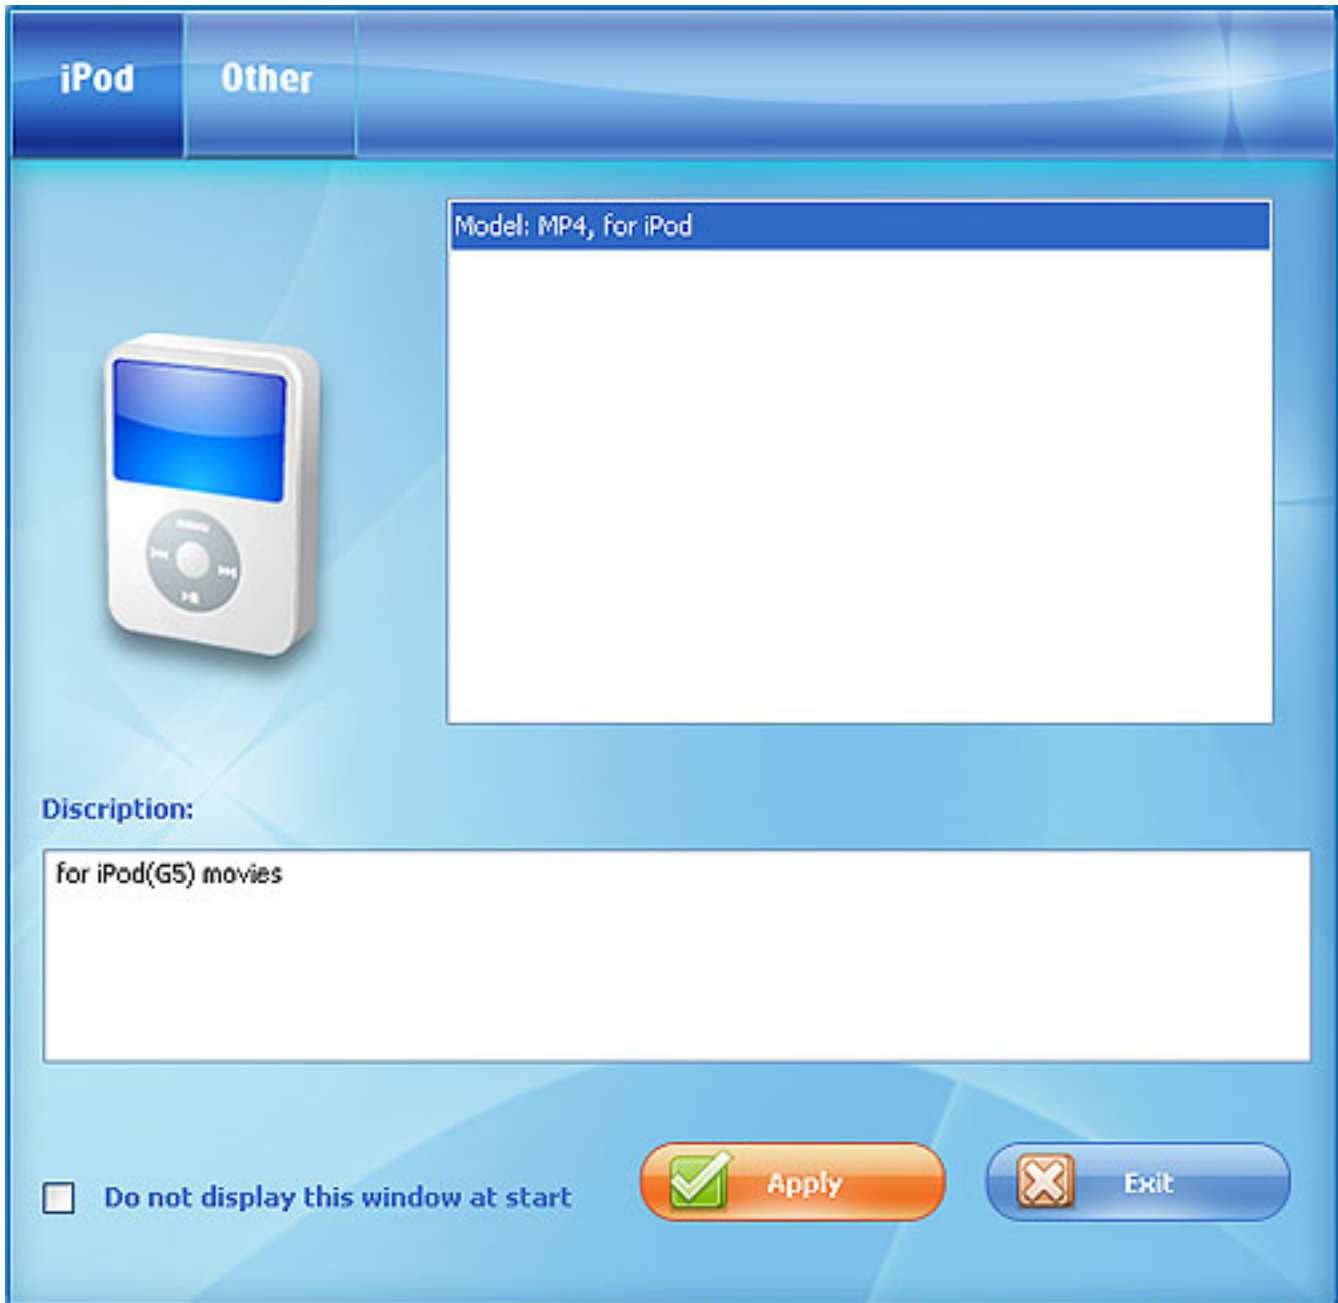 iPod Other
Model: MP4, for iPod
Discription:
for iPod(G5) movies
Do not display this window at start
Apply
Exit